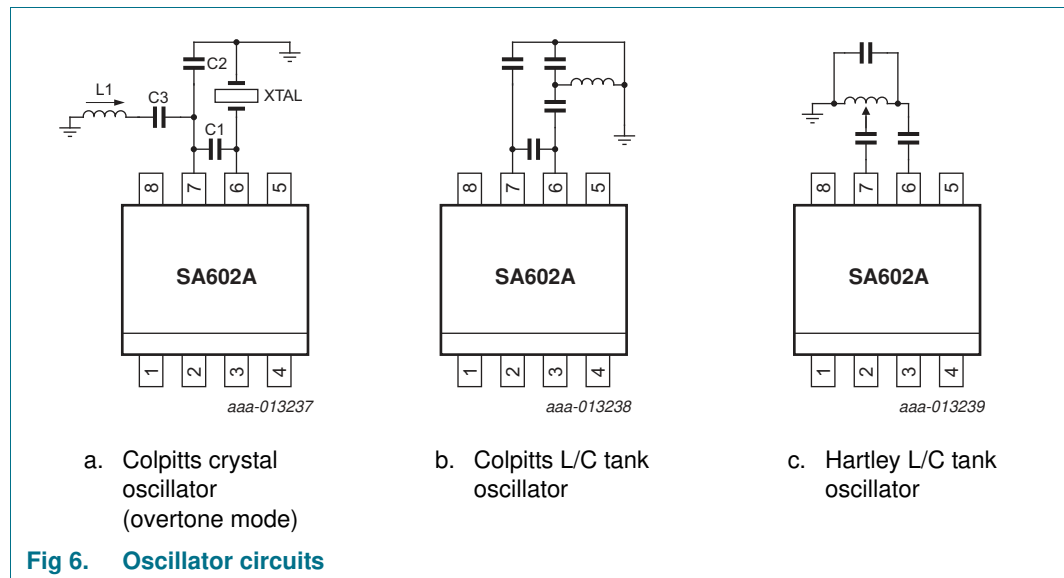 C2
XTAL
L1
C3
C1
8 7 6 5
SA602A
1 2 3 4
aaa-013237
8 7 6 5
SA602A
1 2 3 4
aaa-013238
8 7 6 5
SA602A
1 2 3 4
aaa-013239
a. Colpitts crystal
oscillator
(overtone mode)
b. Colpitts L/C tank
oscillator
c. Hartley L/C tank
oscillator
Fig 6. Oscillator circuits